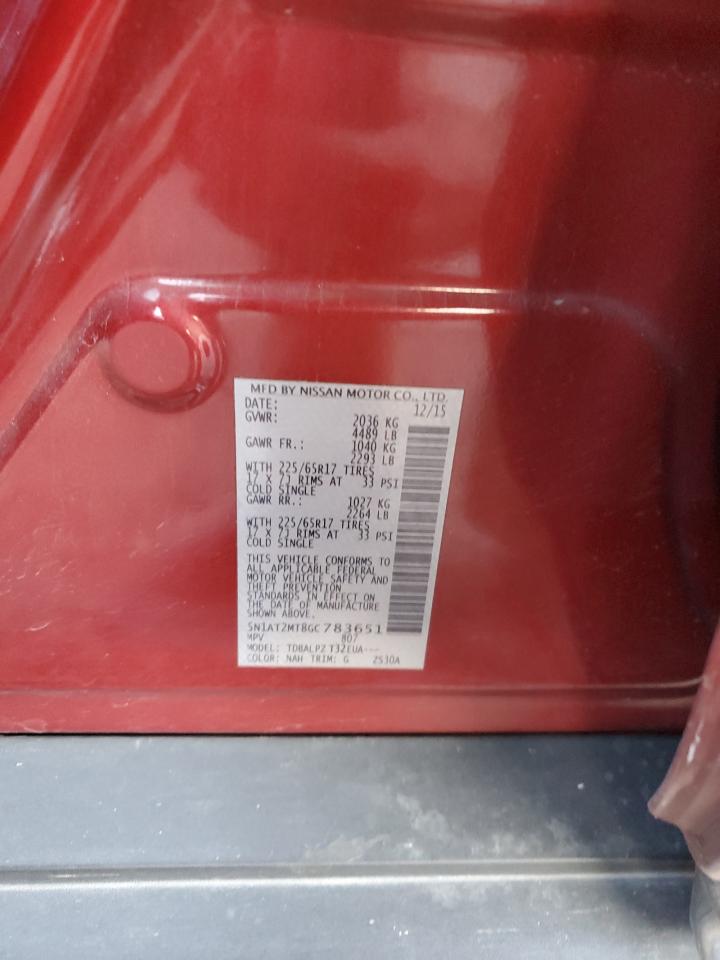 MFD BY NISSAN MOTOR CO., LTD.
DATE: 12/15
GVWR: 2036 KG
4489 LB
GAWR FR.: 1040 KG
2293 LB
WITH 225/65R17 TIRES
17 X 7J RIMS AT 33 PSI
COLD SINGLE
GAWR RR.: 1027 KG
2264 LB
WITH 225/65R17 TIRES
17 X 7J RIMS AT 33 PSI
COLD SINGLE
THIS VEHICLE CONFORMS TO
ALL APPLICABLE FEDERAL
MOTOR VEHICLE SAFETY AND
THEFT PREVENTION
STANDARDS IN EFFECT ON
THE DATE OF MANUFACTURE
SHOWN ABOVE.
5N1AT2MT8GC783651
MPV 807
MODEL: TDBALPZ T32EUA---
COLOR: NAH TRIM: G 2S30A